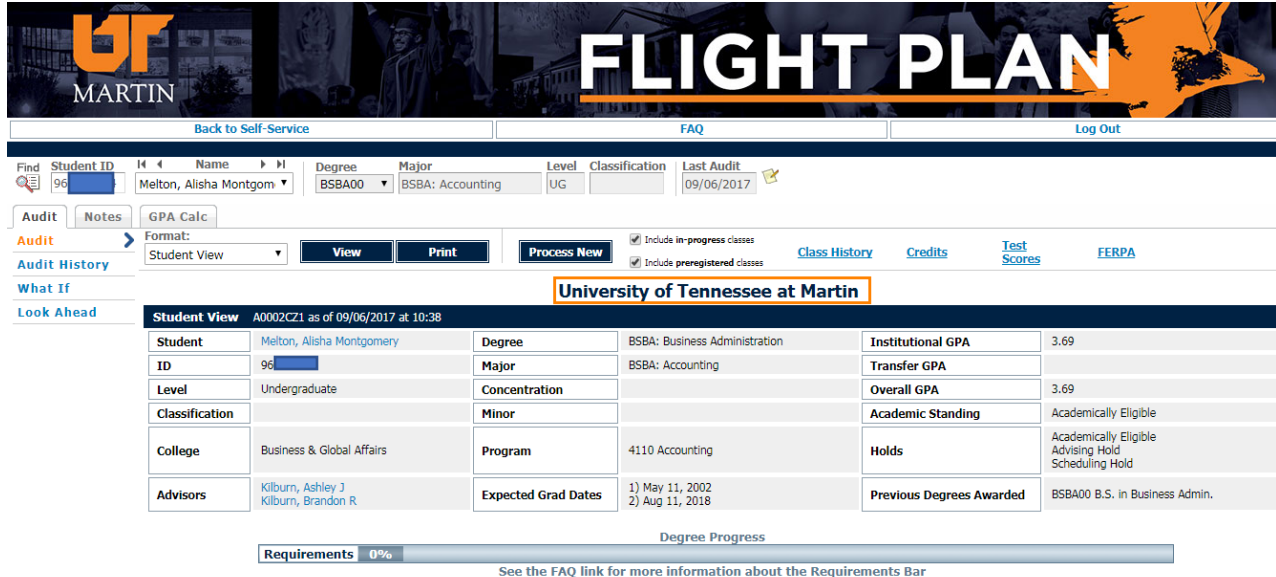 UT
MARTIN
FLIGHT PLAN
Back to Self-Service FAQ Log Out
Find Student ID Name Degree Major Level Classification Last Audit
96 Melton, Alisha Montgom BSBA00 BSBA: Accounting UG 09/06/2017
Audit Notes GPA Calc
Audit
Audit History
What If
Look Ahead
Format:
Student View View Print Process New
Include in-progress classes
Include preregistered classes
Class History Credits Test Scores FERPA
University of Tennessee at Martin
Student View A0002CZ1 as of 09/06/2017 at 10:38
Student Melton, Alisha Montgomery Degree BSBA: Business Administration Institutional GPA 3.69
ID 96 Major BSBA: Accounting Transfer GPA
Level Undergraduate Concentration Overall GPA 3.69
Classification Minor Academic Standing Academically Eligible
College Business & Global Affairs Program 4110 Accounting Holds Academically Eligible
Advising Hold
Scheduling Hold
Advisors Kilburn, Ashley J Expected Grad Dates 1) May 11, 2002 Previous Degrees Awarded BSBA00 B.S. in Business Admin.
Kilburn, Brandon R 2) Aug 11, 2018
Degree Progress
Requirements 0%
See the FAQ link for more information about the Requirements Bar